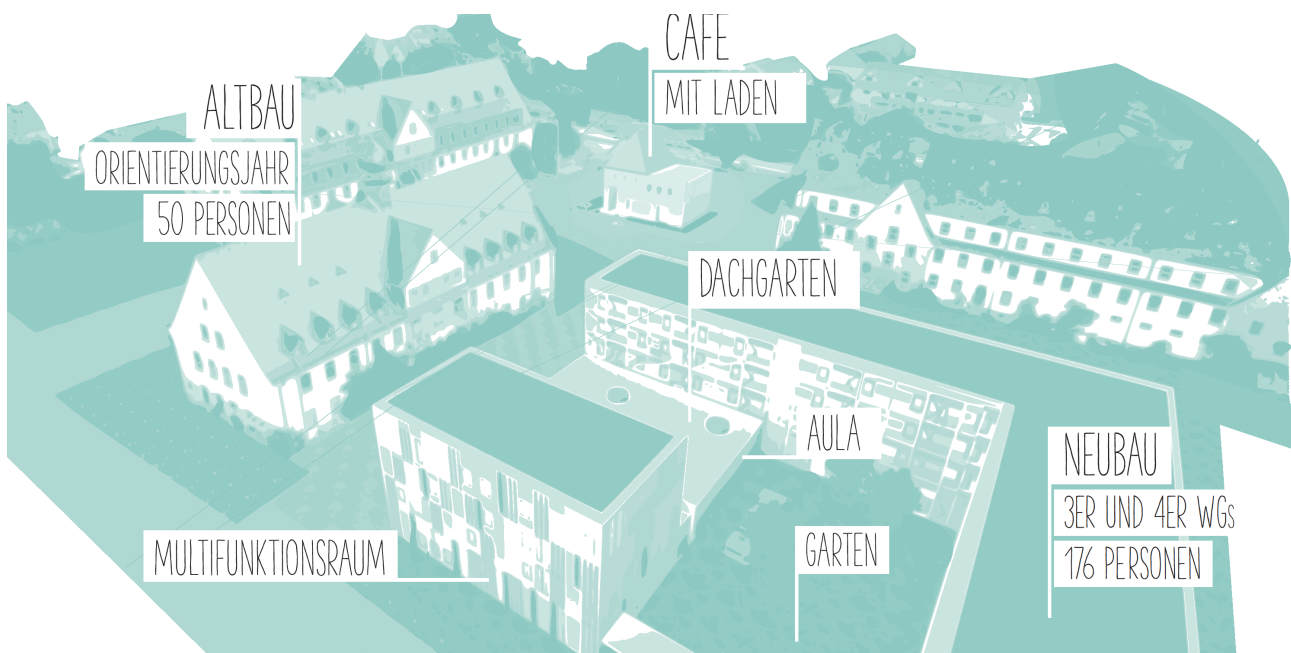 CAFE
MIT LADEN
ALTBAU
ORIENTIERUNGSJAHR
50 PERSONEN
DACHGARTEN
AULA
NEUBAU
3ER UND 4ER WGs
176 PERSONEN
GARTEN
MULTIFUNKTIONSRAUM